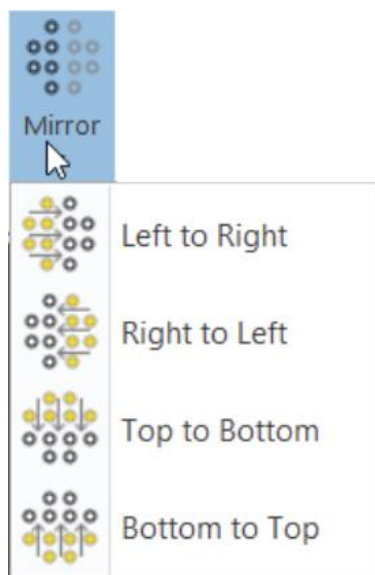 Mirror
Left to Right
Right to Left
Top to Bottom
Bottom to Top